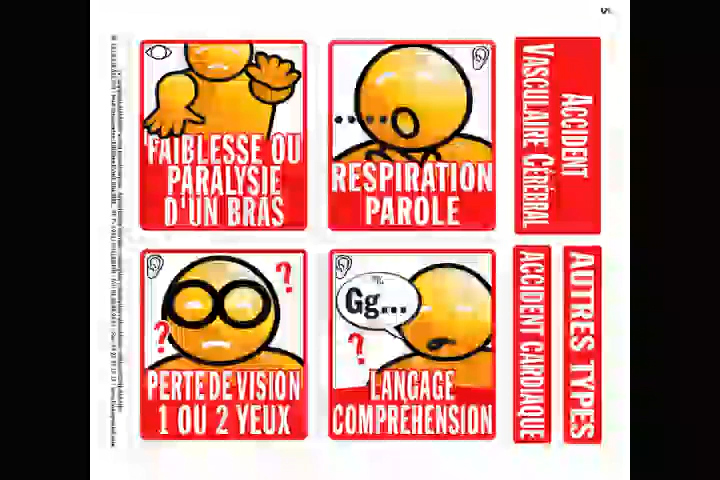 FAIBLESSE OU
PARALYSIE
D'UN BRAS
RESPIRATION
PAROLE
ACCIDENT
VASCULAIRE CÉRÉBRAL
PERTE DE VISION
1 OU 2 YEUX
Gg...
LANGAGE
COMPRÉHENSION
ACCIDENT CARDIAQUE
AUTRES TYPES
?
?
?